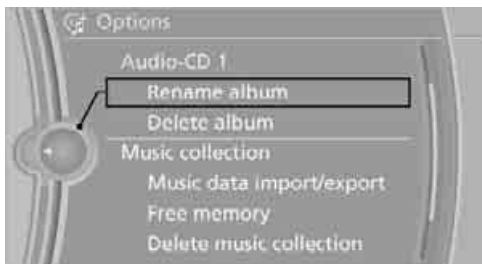 Options
Audio-CD 1
Rename album
Delete album
Music collection
Music data import/export
Free memory
Delete music collection